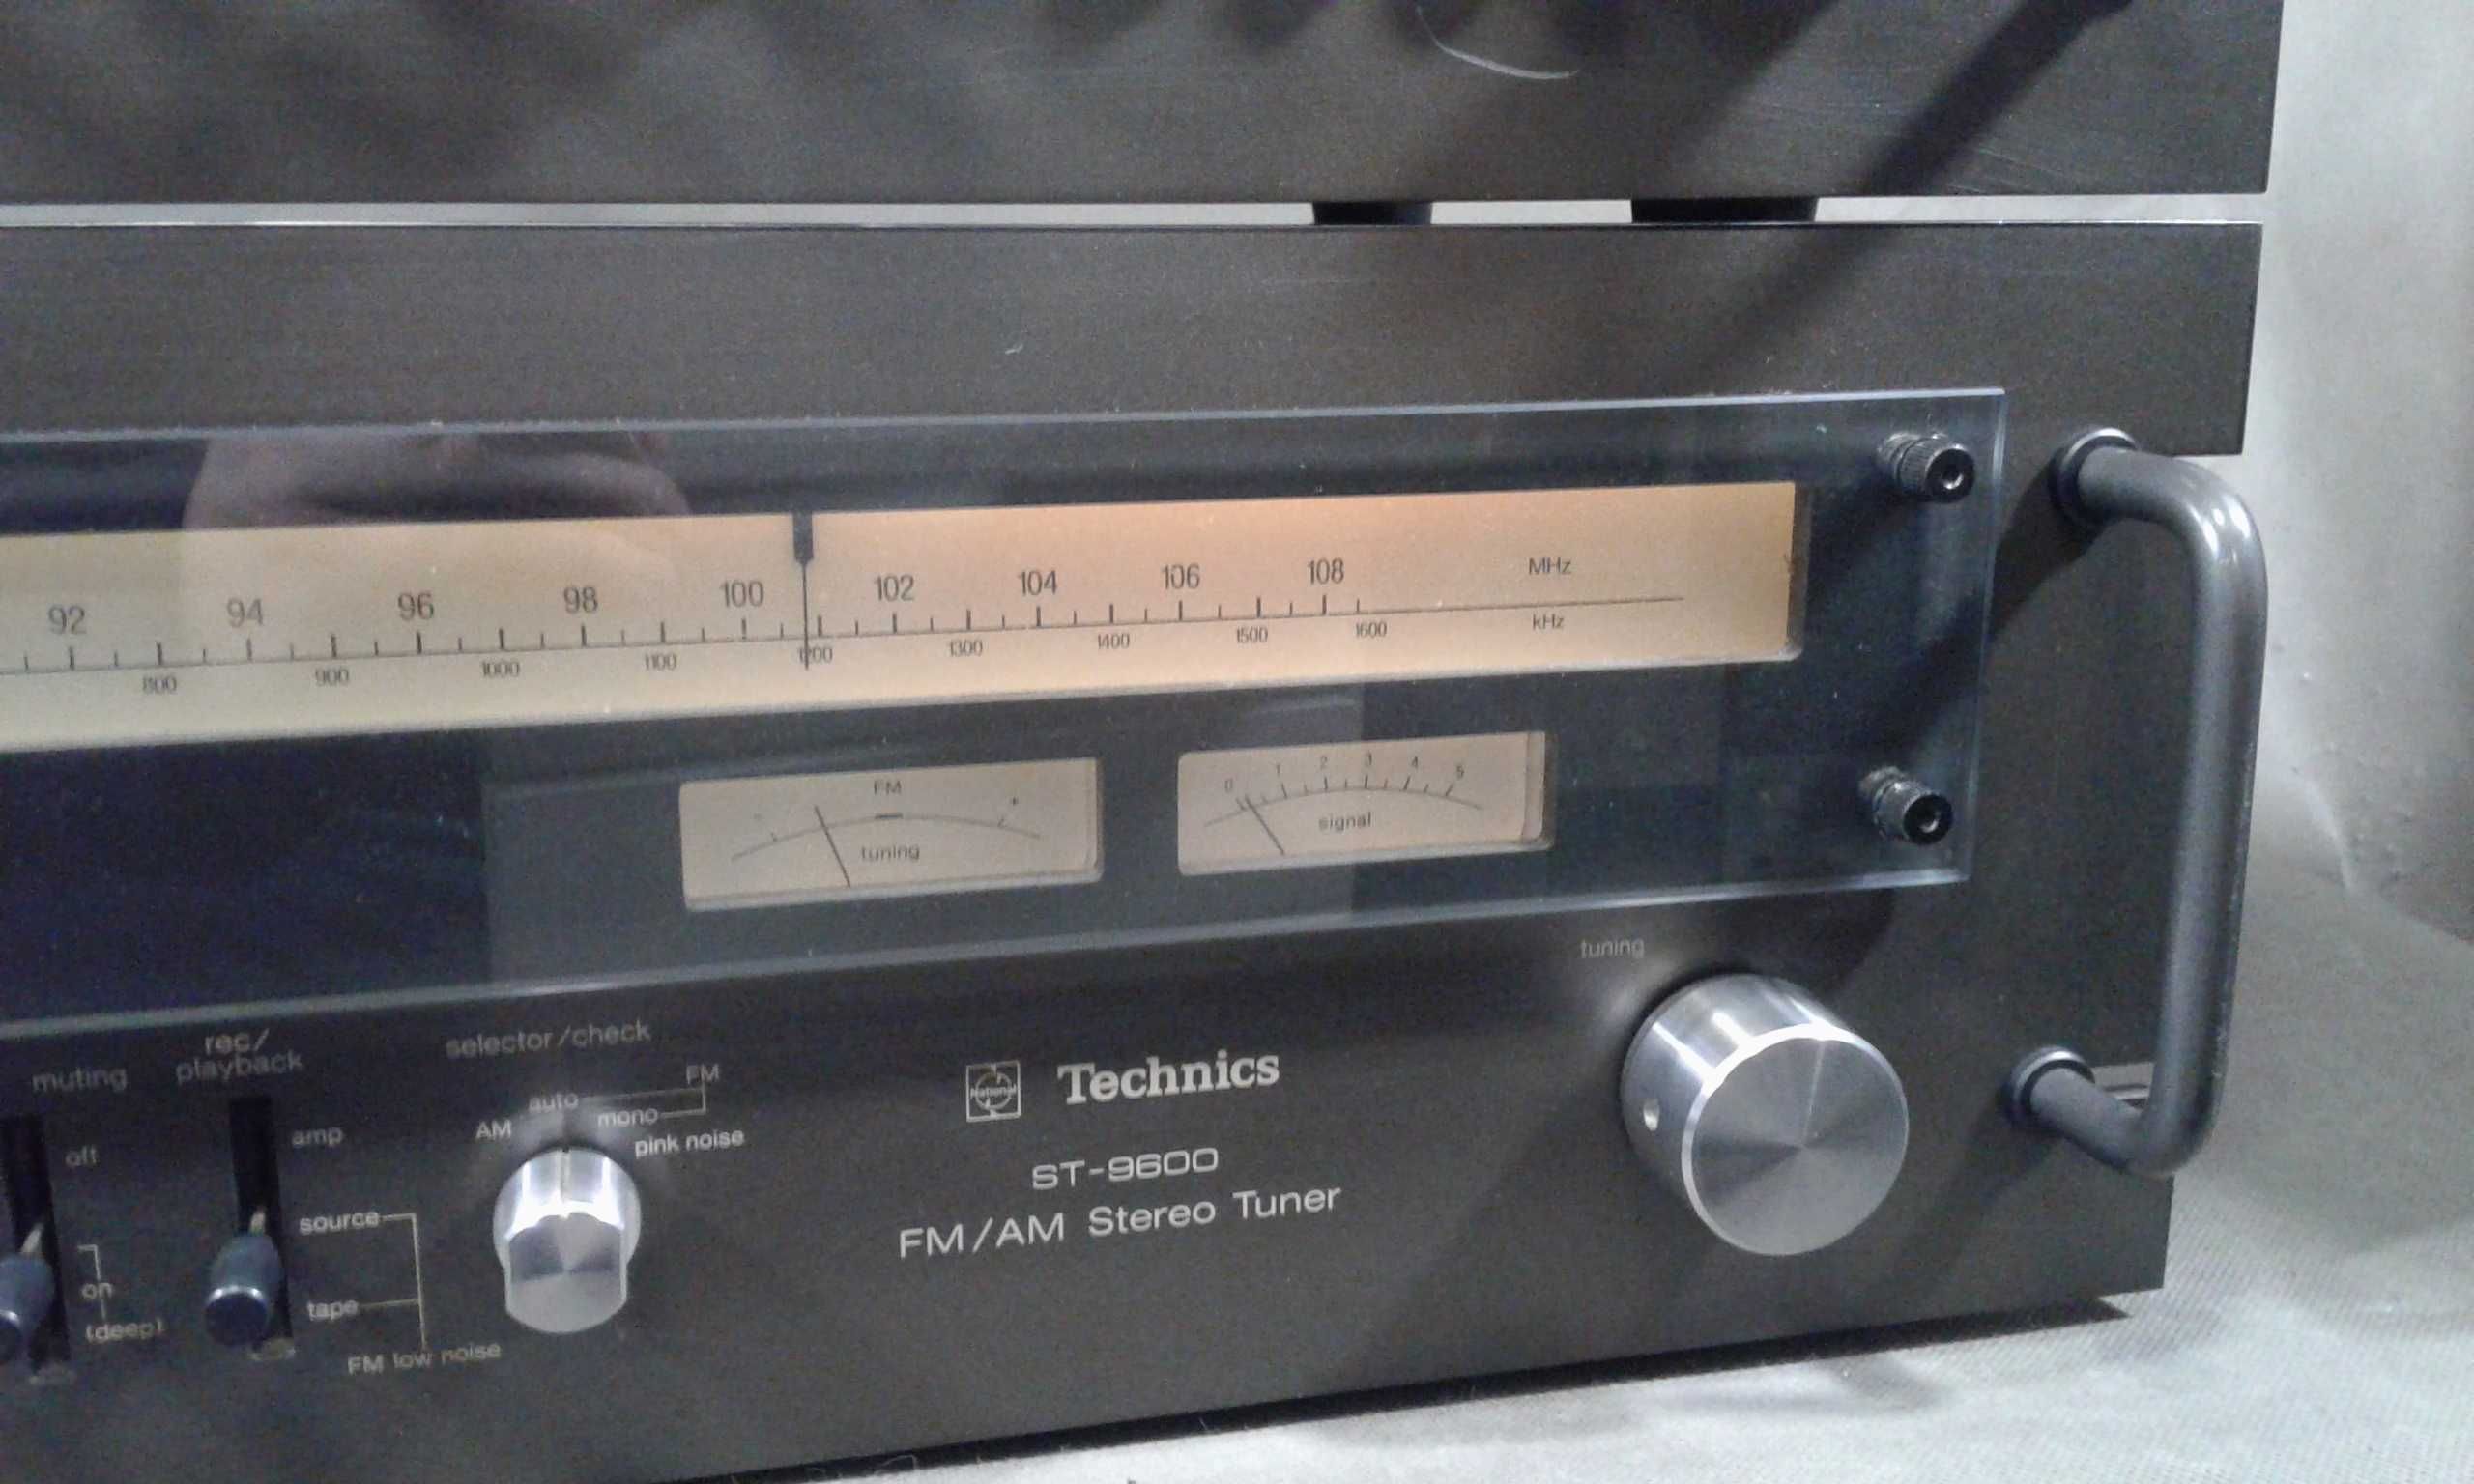 92 94 96 98 100 102 104 106 108 MHz
800 900 1000 1100 1200 1300 1400 1500 1600 kHz
FM
- +
tuning
0 1 2 3 4 5
signal
tuning
muting
off
on
(deep)
rec/
playback
amp
source
tape
FM low noise
selector/check
AM auto mono FM
pink noise
National
Technics
ST-9600
FM/AM Stereo Tuner